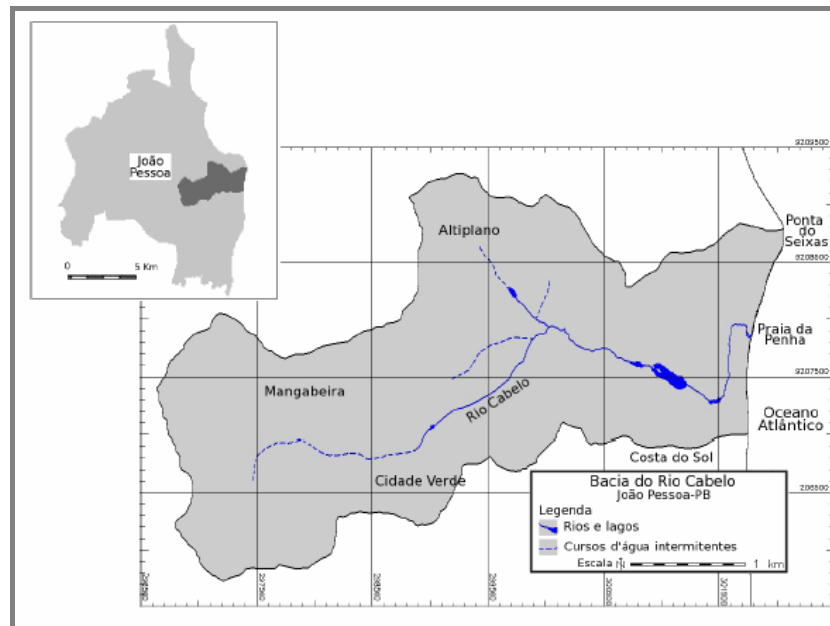 João
Pessoa
0 5 Km
9209500
Altiplano
Ponta
do
Seixas
Praia da
Penha
9207500
Mangabeira
Rio Cabelo
Oceano
Atlântico
Costa do Sol
Cidade Verde
Bacia do Rio Cabelo
João Pessoa-PB
Legenda
Rios e lagos
Cursos d'água intermitentes
Escala N 1 km